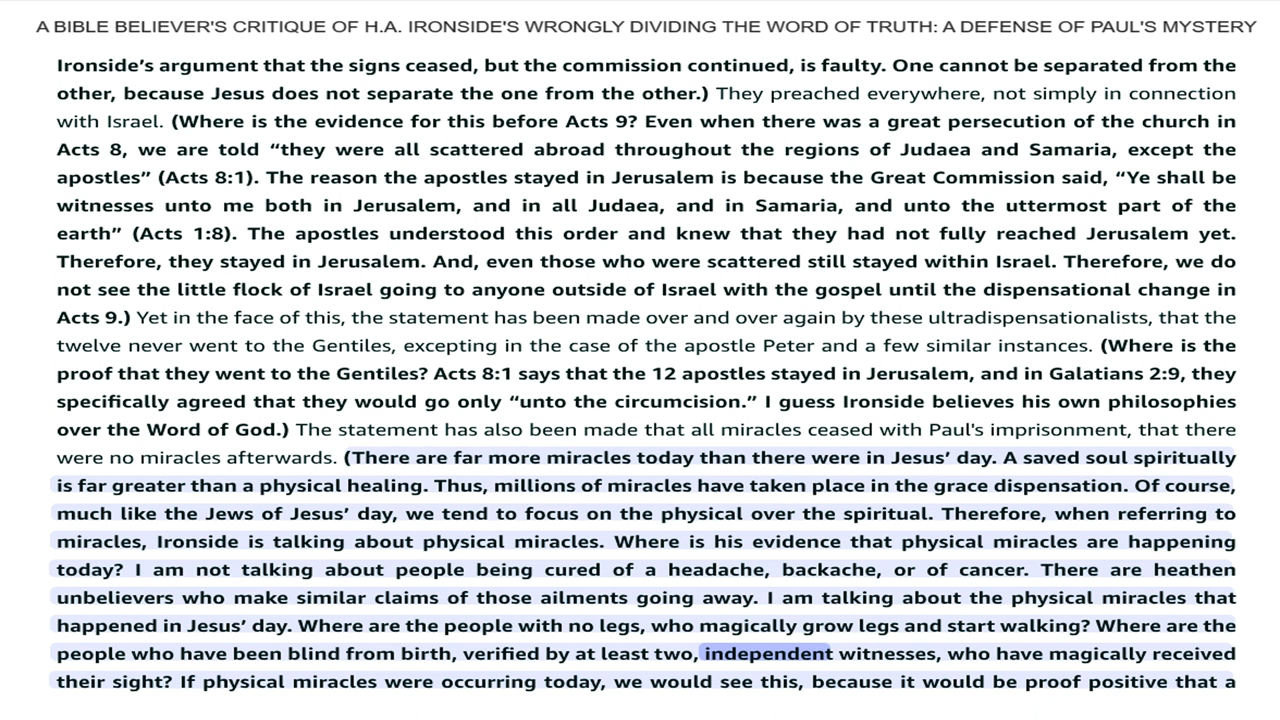 A BIBLE BELIEVER'S CRITIQUE OF H.A. IRONSIDE'S WRONGLY DIVIDING THE WORD OF TRUTH: A DEFENSE OF PAUL'S MYSTERY
Ironside’s argument that the signs ceased, but the commission continued, is faulty. One cannot be separated from the
other, because Jesus does not separate the one from the other.) They preached everywhere, not simply in connection
with Israel. (Where is the evidence for this before Acts 9? Even when there was a great persecution of the church in
Acts 8, we are told “they were all scattered abroad throughout the regions of Judaea and Samaria, except the
apostles” (Acts 8:1). The reason the apostles stayed in Jerusalem is because the Great Commission said, “Ye shall be
witnesses unto me both in Jerusalem, and in all Judaea, and in Samaria, and unto the uttermost part of the
earth” (Acts 1:8). The apostles understood this order and knew that they had not fully reached Jerusalem yet.
Therefore, they stayed in Jerusalem. And, even those who were scattered still stayed within Israel. Therefore, we do
not see the little flock of Israel going to anyone outside of Israel with the gospel until the dispensational change in
Acts 9.) Yet in the face of this, the statement has been made over and over again by these ultradispensationalists, that the
twelve never went to the Gentiles, excepting in the case of the apostle Peter and a few similar instances. (Where is the
proof that they went to the Gentiles? Acts 8:1 says that the 12 apostles stayed in Jerusalem, and in Galatians 2:9, they
specifically agreed that they would go only “unto the circumcision.” I guess Ironside believes his own philosophies
over the Word of God.) The statement has also been made that all miracles ceased with Paul's imprisonment, that there
were no miracles afterwards. (There are far more miracles today than there were in Jesus’ day. A saved soul spiritually
is far greater than a physical healing. Thus, millions of miracles have taken place in the grace dispensation. Of course,
much like the Jews of Jesus’ day, we tend to focus on the physical over the spiritual. Therefore, when referring to
miracles, Ironside is talking about physical miracles. Where is his evidence that physical miracles are happening
today? I am not talking about people being cured of a headache, backache, or of cancer. There are heathen
unbelievers who make similar claims of those ailments going away. I am talking about the physical miracles that
happened in Jesus’ day. Where are the people with no legs, who magically grow legs and start walking? Where are the
people who have been blind from birth, verified by at least two, independent witnesses, who have magically received
their sight? If physical miracles were occurring today, we would see this, because it would be proof positive that a